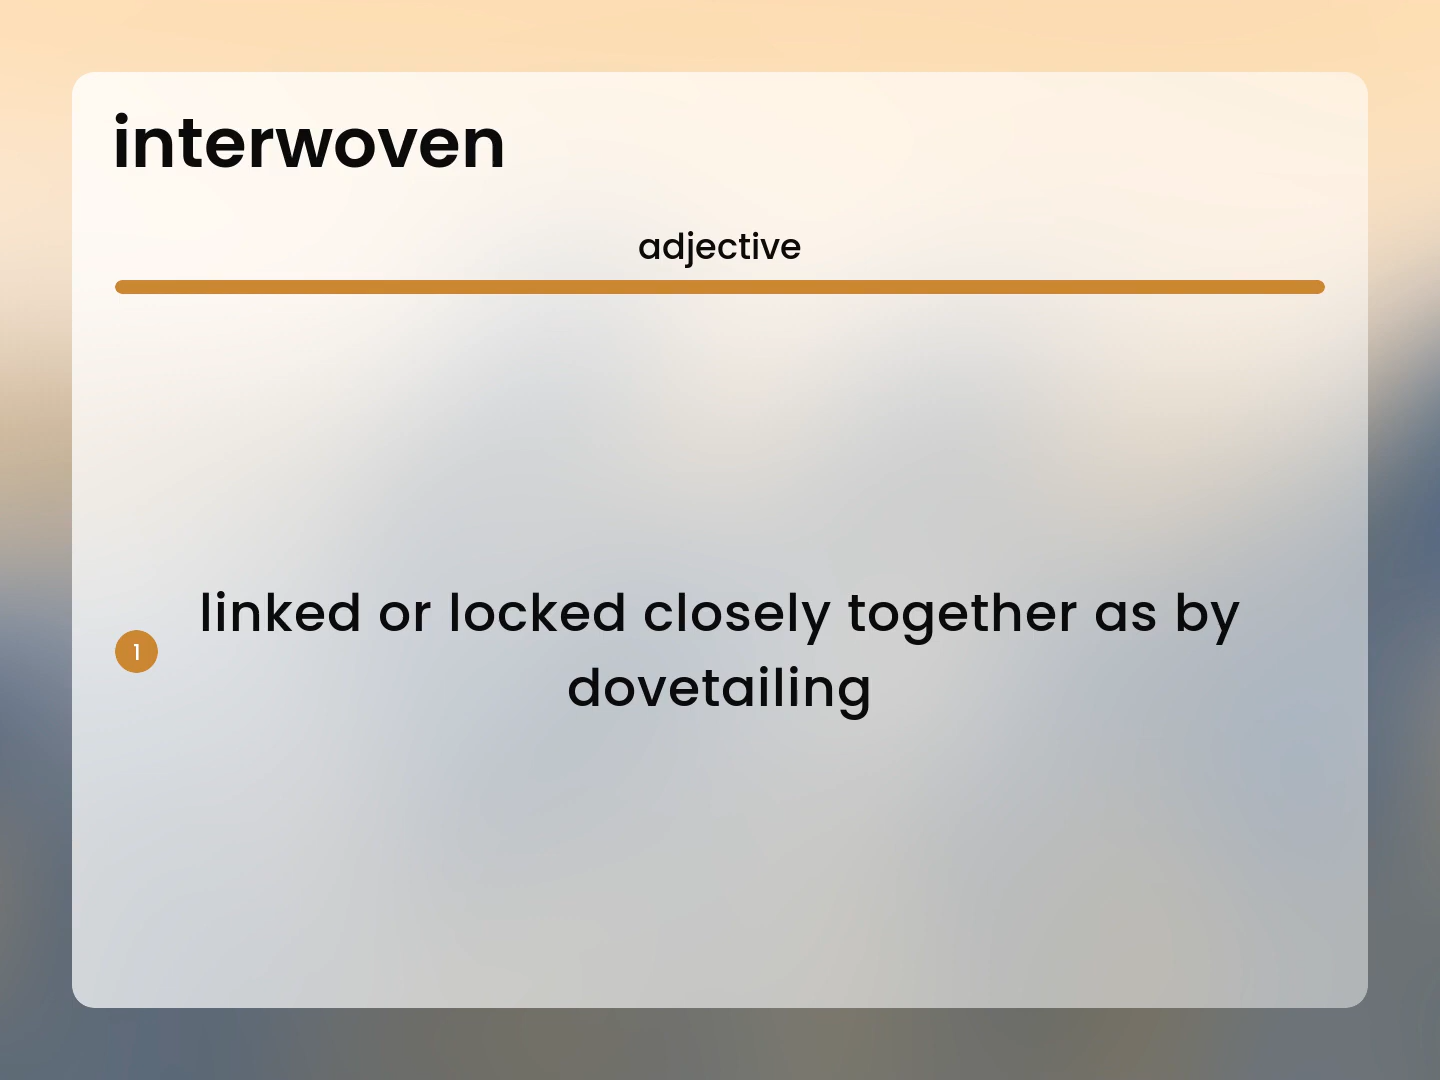 interwoven
adjective
linked or locked closely together as by
1
dovetailing